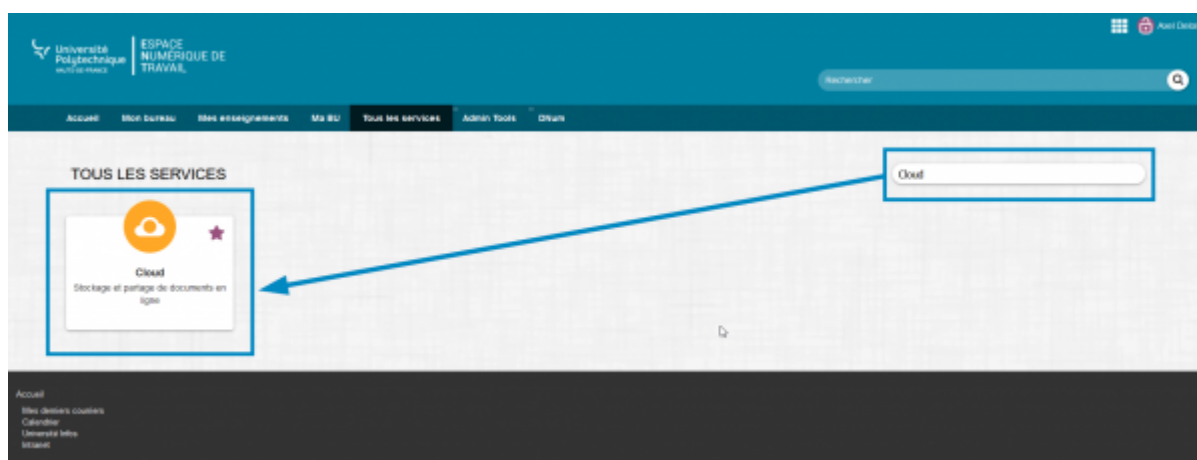 Université
Polytechnique
HAUTS-DE-FRANCE
ESPACE
NUMÉRIQUE DE
TRAVAIL
Axel
Rechercher
Accueil Mon bureau Mes enseignements Ma BU Tous les services Admin Tools DNum
TOUS LES SERVICES
Cloud
Cloud
Stockage et partage de documents en
ligne
Accueil
Mes derniers courriers
Calendrier
Université Infos
Intranet